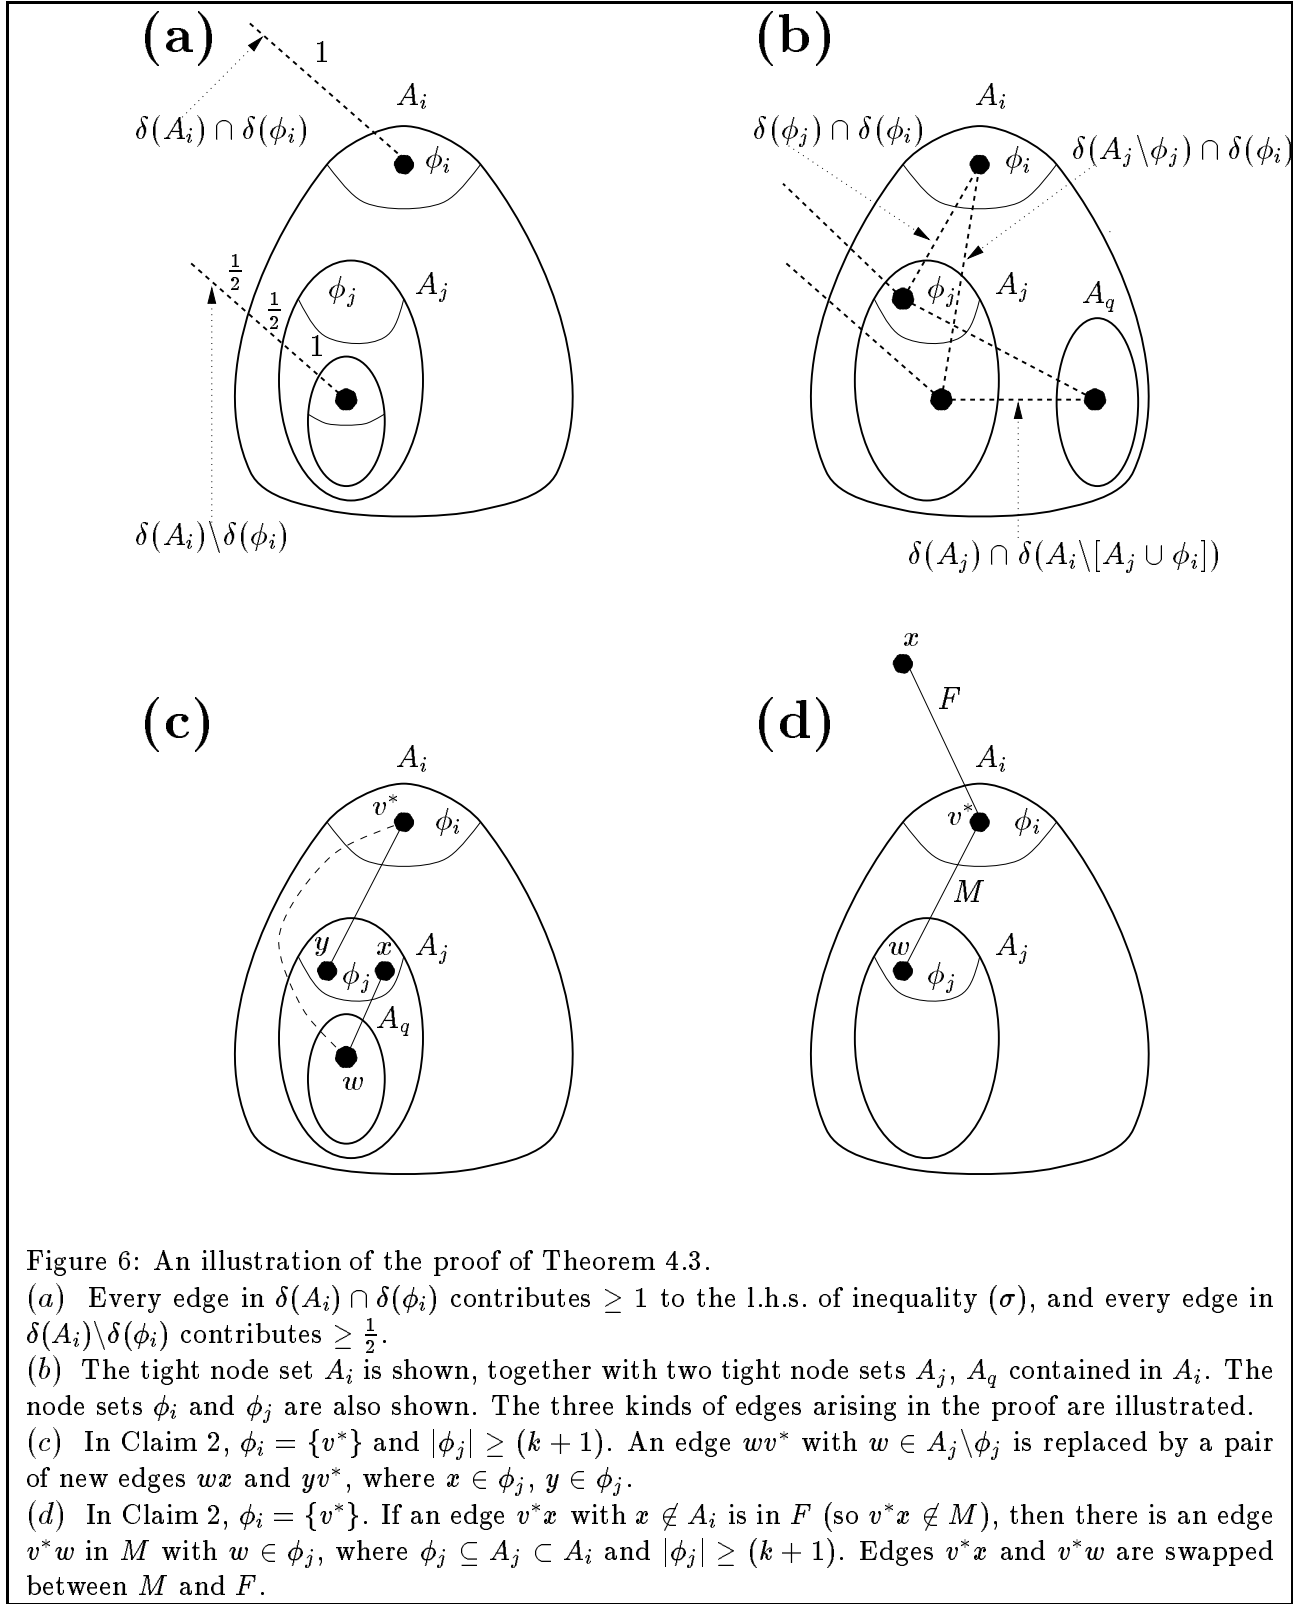 (a)
1
A_i
δ(A_i) ∩ δ(ϕ_i)
ϕ_i
1/2
ϕ_j
A_j
1/2
1
δ(A_i)\δ(ϕ_i)
(b)
A_i
δ(ϕ_j) ∩ δ(ϕ_i)
ϕ_i
δ(A_j\ϕ_j) ∩ δ(ϕ_i)
ϕ_j
A_j
A_q
δ(A_j) ∩ δ(A_i\[A_j ∪ ϕ_i])
(c)
A_i
v*
ϕ_i
y
x
A_j
ϕ_j
A_q
w
(d)
x
F
A_i
v*
ϕ_i
M
w
A_j
ϕ_j
Figure 6: An illustration of the proof of Theorem 4.3.
(a) Every edge in δ(A_i) ∩ δ(ϕ_i) contributes ≥ 1 to the l.h.s. of inequality (σ), and every edge in
δ(A_i)\δ(ϕ_i) contributes ≥ 1/2.
(b) The tight node set A_i is shown, together with two tight node sets A_j, A_q contained in A_i. The
node sets ϕ_i and ϕ_j are also shown. The three kinds of edges arising in the proof are illustrated.
(c) In Claim 2, ϕ_i = {v*} and |ϕ_j| ≥ (k + 1). An edge wv* with w ∈ A_j\ϕ_j is replaced by a pair
of new edges wx and yv*, where x ∈ ϕ_j, y ∈ ϕ_j.
(d) In Claim 2, ϕ_i = {v*}. If an edge v*x with x ∉ A_i is in F (so v*x ∉ M), then there is an edge
v*w in M with w ∈ ϕ_j, where ϕ_j ⊆ A_j ⊂ A_i and |ϕ_j| ≥ (k + 1). Edges v*x and v*w are swapped
between M and F.